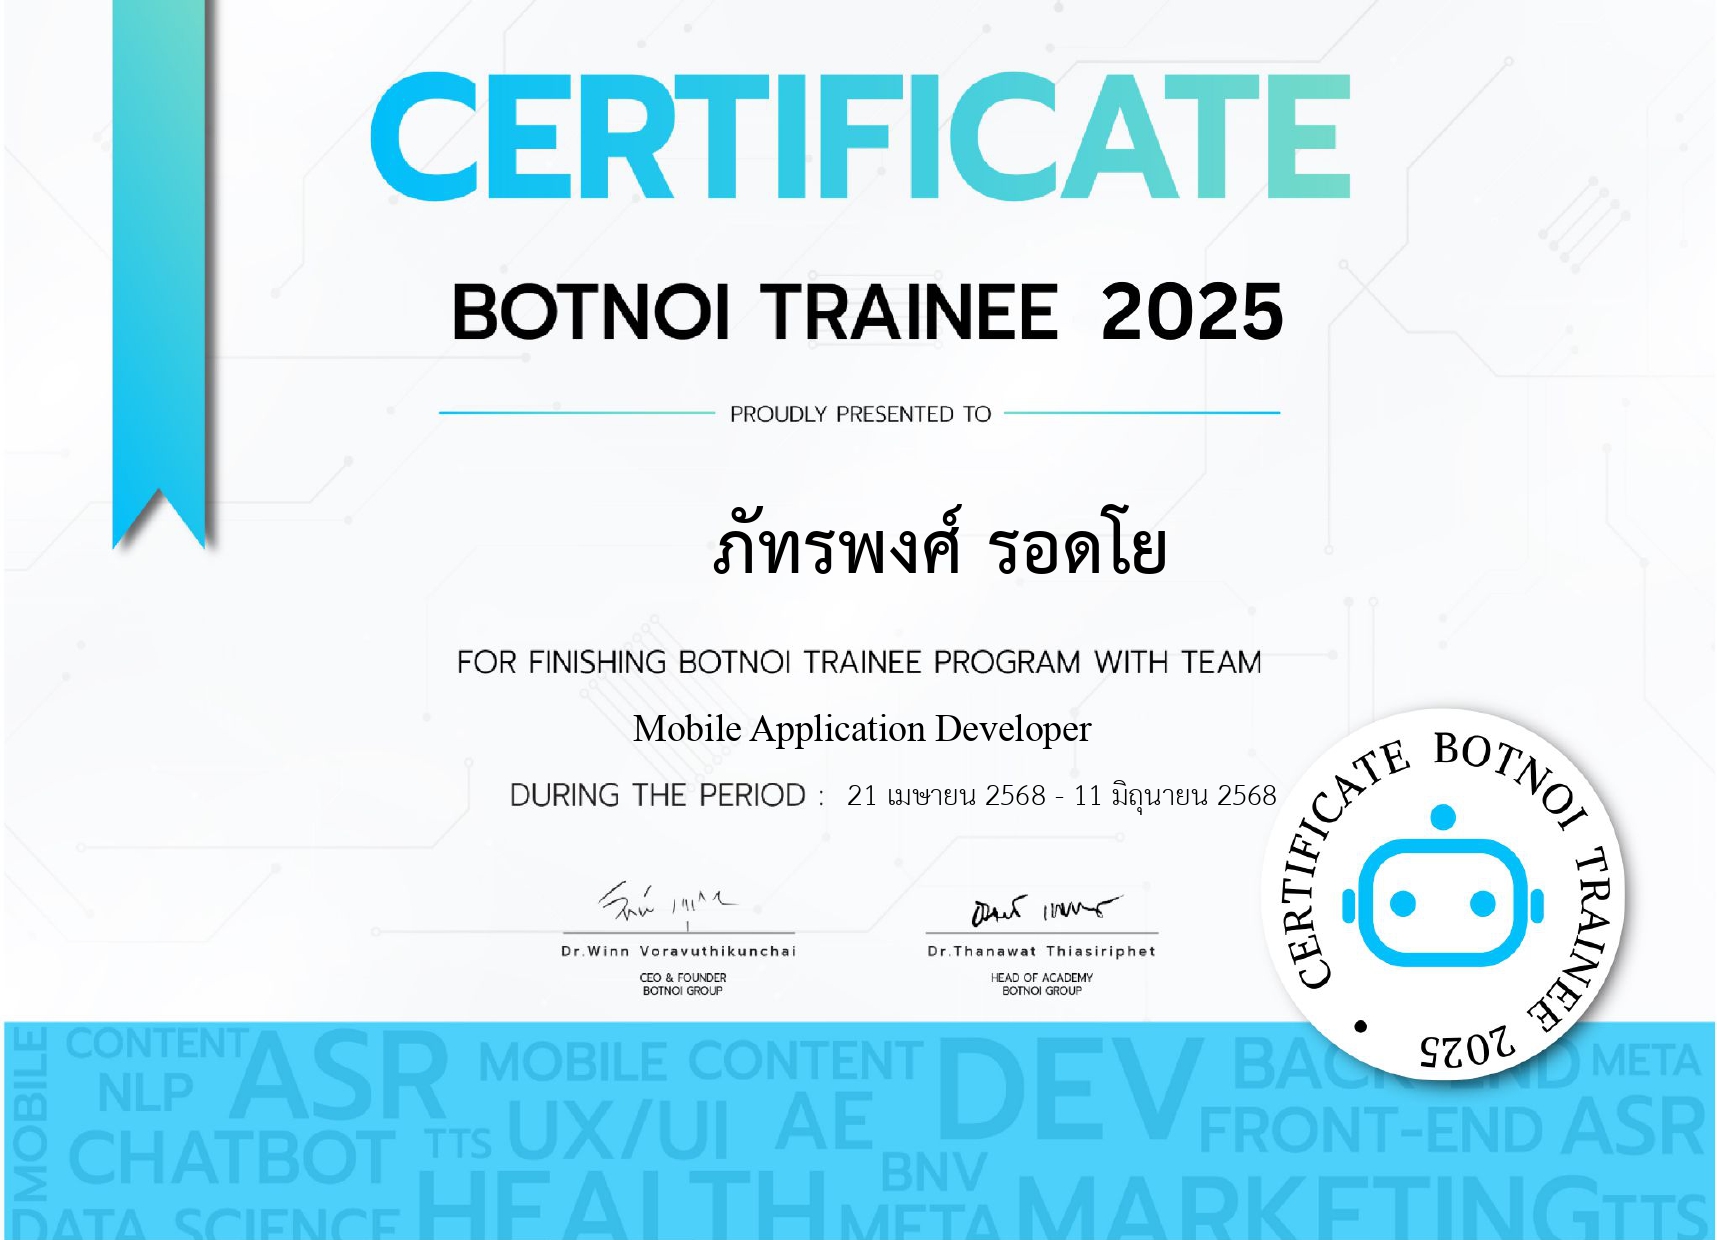 CERTIFICATE
BOTNOI TRAINEE 2025
PROUDLY PRESENTED TO
ภัทรพงศ์ รอดโย
FOR FINISHING BOTNOI TRAINEE PROGRAM WITH TEAM
Mobile Application Developer
DURING THE PERIOD : 21 เมษายน 2568 - 11 มิถุนายน 2568
Dr.Winn Voravuthikunchai
CEO & FOUNDER
BOTNOI GROUP
Dr.Thanawat Thiasiriphet
HEAD OF ACADEMY
BOTNOI GROUP
CERTIFICATE BOTNOI TRAINEE 2025 •
MOBILE
CONTENT
NLP
ASR
CHATBOT
DATA SCIENCE
MOBILE CONTENT
TTS
UX/UI
AE
HEALTH
BNV
META
DEV
BACK-END
META
FRONT-END
ASR
MARKETING
TTS